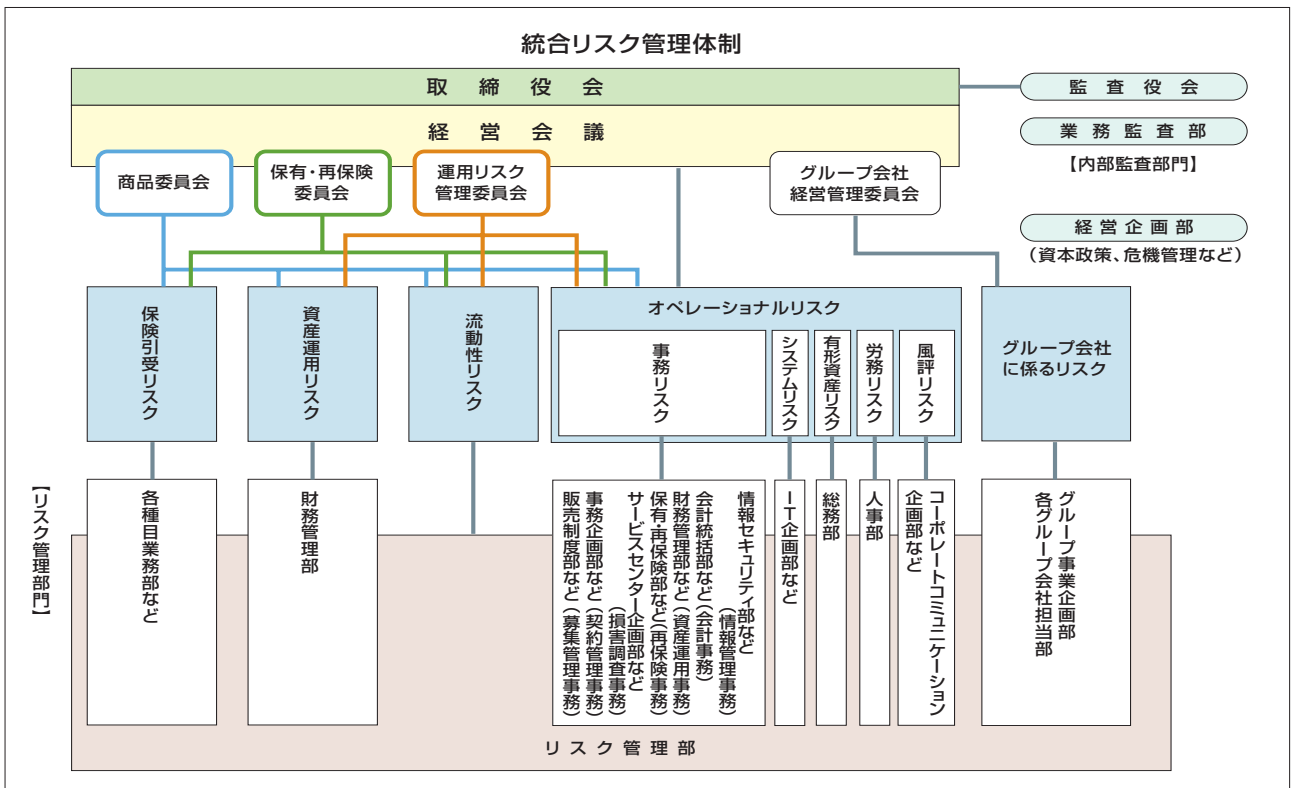 統合リスク管理体制
取締役会
監査役会
経営会議
業務監査部
【内部監査部門】
商品委員会
保有・再保険
委員会
運用リスク
管理委員会
グループ会社
経営管理委員会
経営企画部
（資本政策、危機管理など）
保険引受リスク
資産運用リスク
流動性リスク
オペレーショナルリスク
事務リスク
システムリスク
有形資産リスク
労務リスク
風評リスク
グループ会社
に係るリスク
【リスク管理部門】
各種目業務部など
財務管理部
情報セキュリティ部など
（情報管理事務）
会計統括部など（会計事務）
財務管理部など（資産運用事務）
保有・再保険部など（再保険事務）
サービスセンター企画部など
（損害調査事務）
事務企画部など（契約管理事務）
販売制度部など（募集管理事務）
IT企画部など
総務部
人事部
コーポレートコミュニケーション
企画部など
グループ事業企画部
各グループ会社担当部
リスク管理部